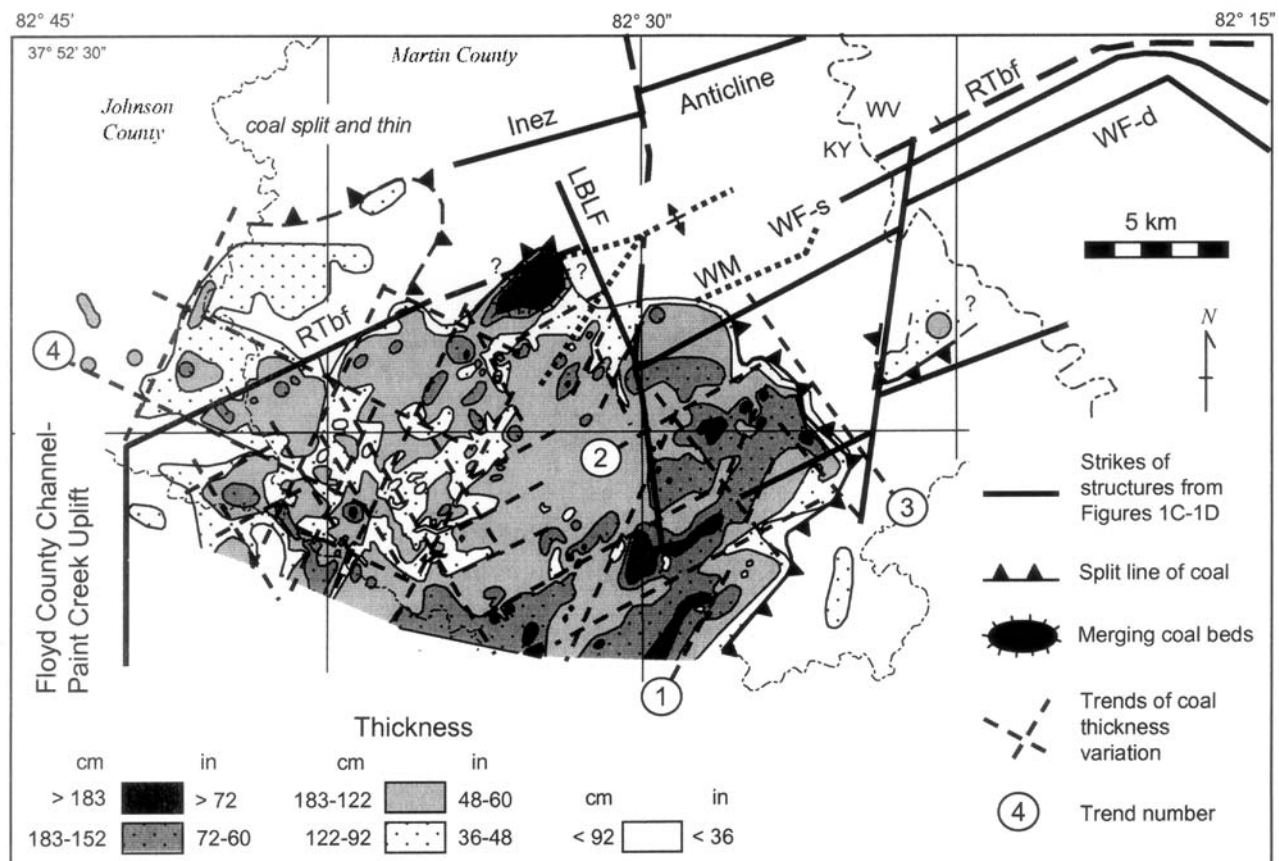 82° 45'
82° 30"
82° 15"
37° 52' 30"
Martin County
Johnson
County
coal split and thin
Inez
Anticline
RTbf
WV
KY
WF-d
LBLF
WF-s
5 km
WM
?
?
?
RTbf
N
4
2
3
1
Floyd County Channel-
Paint Creek Uplift
Strikes of
structures from
Figures 1C-1D
Split line of coal
Merging coal beds
Trends of coal
thickness
variation
4 Trend number
Thickness
cm in cm in
> 183 > 72 183-122 48-60 cm in
183-152 72-60 122-92 36-48 < 92 < 36